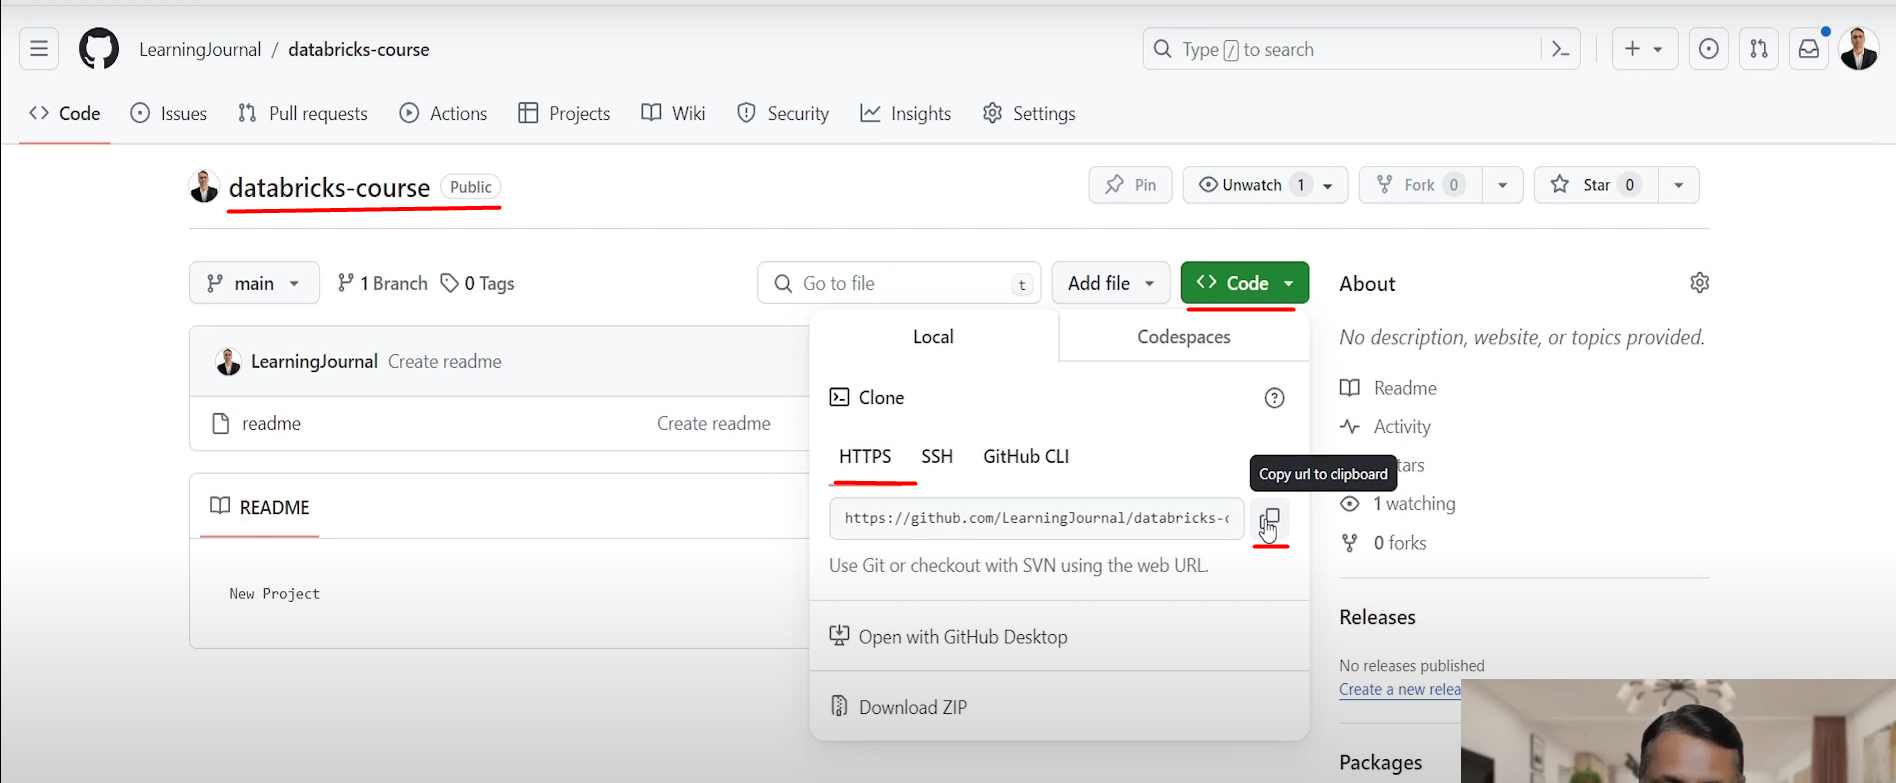 LearningJournal / databricks-course
Type / to search
Code
Issues
Pull requests
Actions
Projects
Wiki
Security
Insights
Settings
databricks-course Public
Pin
Unwatch 1
Fork 0
Star 0
main
1 Branch
0 Tags
Go to file t
Add file
Code
About
No description, website, or topics provided.
LearningJournal Create readme
readme Create readme
README
New Project
Local
Codespaces
Clone
HTTPS SSH GitHub CLI
Copy url to clipboard
https://github.com/LearningJournal/databricks-c
Use Git or checkout with SVN using the web URL.
Open with GitHub Desktop
Download ZIP
Readme
Activity
tars
1 watching
0 forks
Releases
No releases published
Create a new relea
Packages